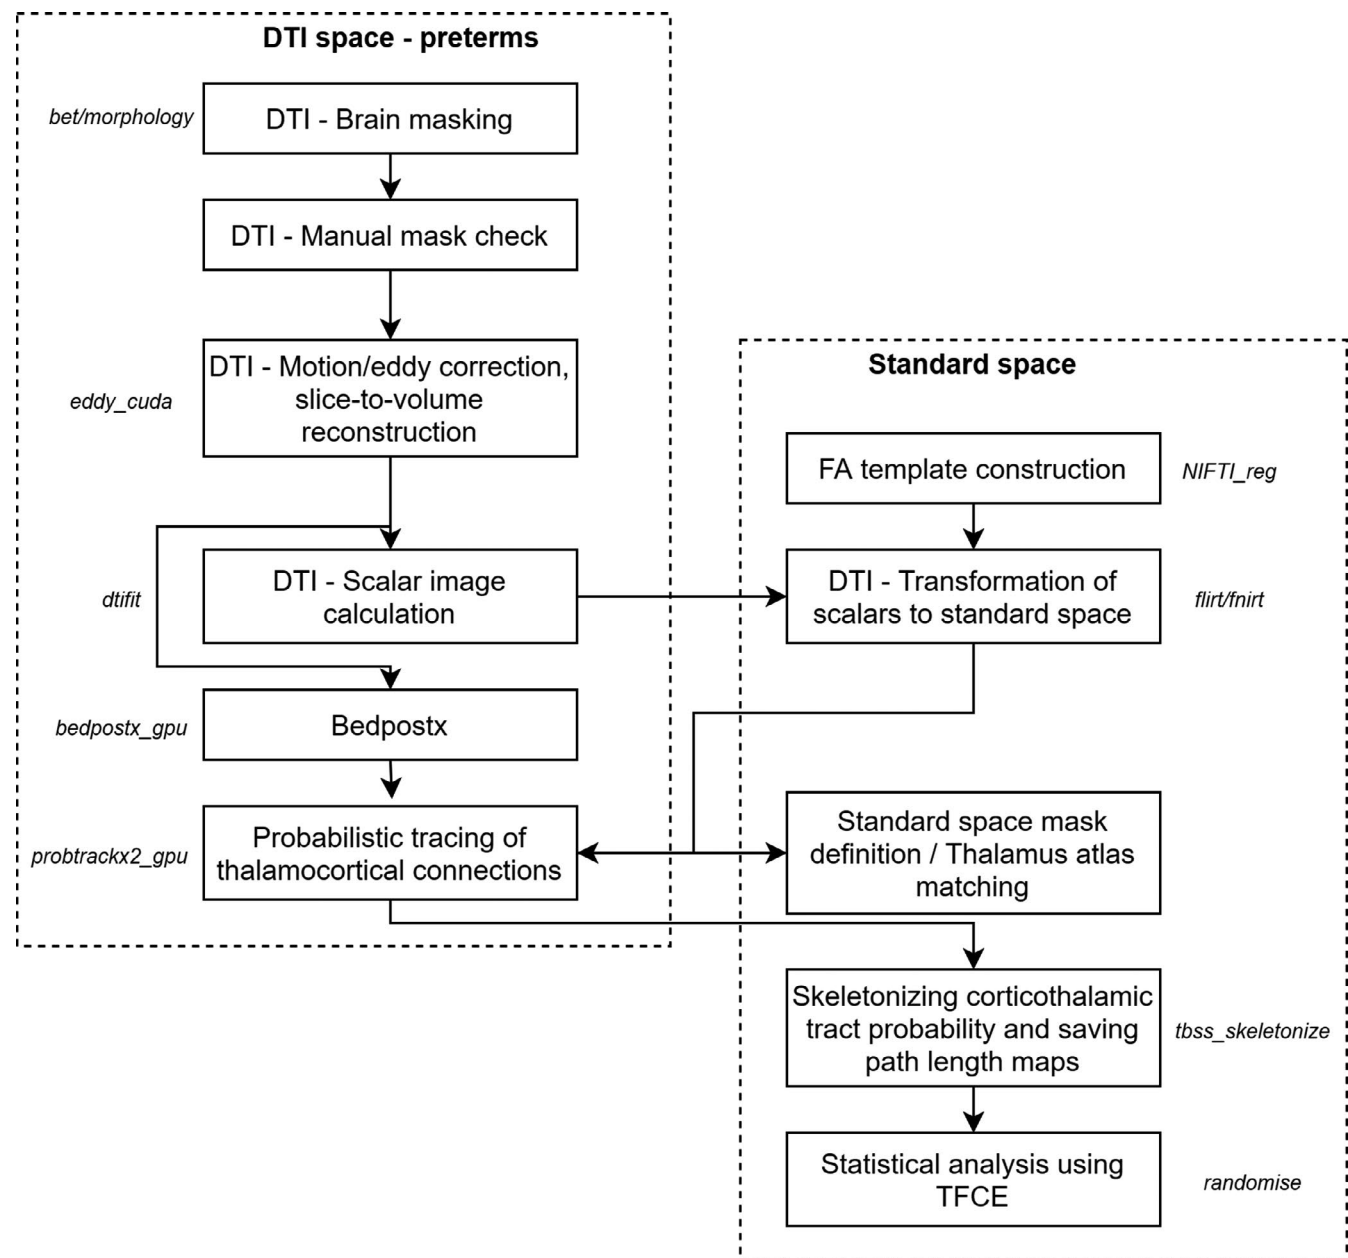 DTI space - preterms
bet/morphology
DTI - Brain masking
DTI - Manual mask check
eddy_cuda
DTI - Motion/eddy correction,
slice-to-volume
reconstruction
dtifit
DTI - Scalar image
calculation
bedpostx_gpu
Bedpostx
probtrackx2_gpu
Probabilistic tracing of
thalamocortical connections
Standard space
FA template construction
NIFTI_reg
DTI - Transformation of
scalars to standard space
flirt/fnirt
Standard space mask
definition / Thalamus atlas
matching
Skeletonizing corticothalamic
tract probability and saving
path length maps
tbss_skeletonize
Statistical analysis using
TFCE
randomise